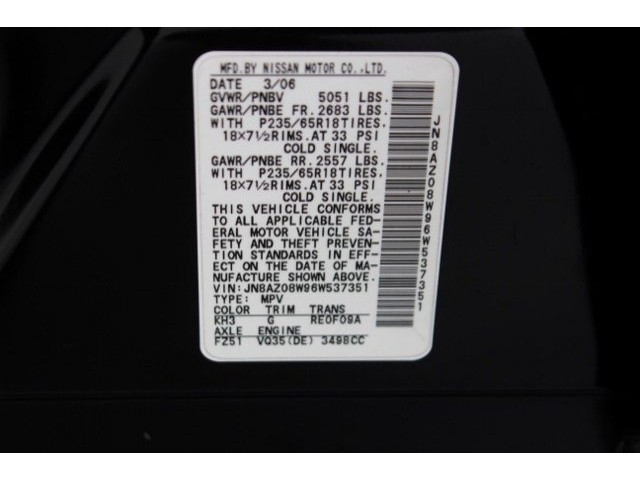 MFD.BY NISSAN MOTOR CO.,LTD.
DATE 3/06
GVWR/PNBV 5051 LBS.
GAWR/PNBE FR. 2683 LBS.
WITH P235/65R18TIRES,
18×7½RIMS.AT 33 PSI
COLD SINGLE.
GAWR/PNBE RR. 2557 LBS.
WITH P235/65R18TIRES,
18×7½RIMS.AT 33 PSI
COLD SINGLE.
THIS VEHICLE CONFORMS
TO ALL APPLICABLE FED-
ERAL MOTOR VEHICLE SA-
FETY AND THEFT PREVEN-
TION STANDARDS IN EFF-
ECT ON THE DATE OF MA-
NUFACTURE SHOWN ABOVE.
VIN:JN8AZ08W96W537351
TYPE: MPV
COLOR TRIM TRANS
KH3 G RE0F09A
AXLE ENGINE
FZ51 VQ35(DE) 3498CC
JN8AZ08W96W537351